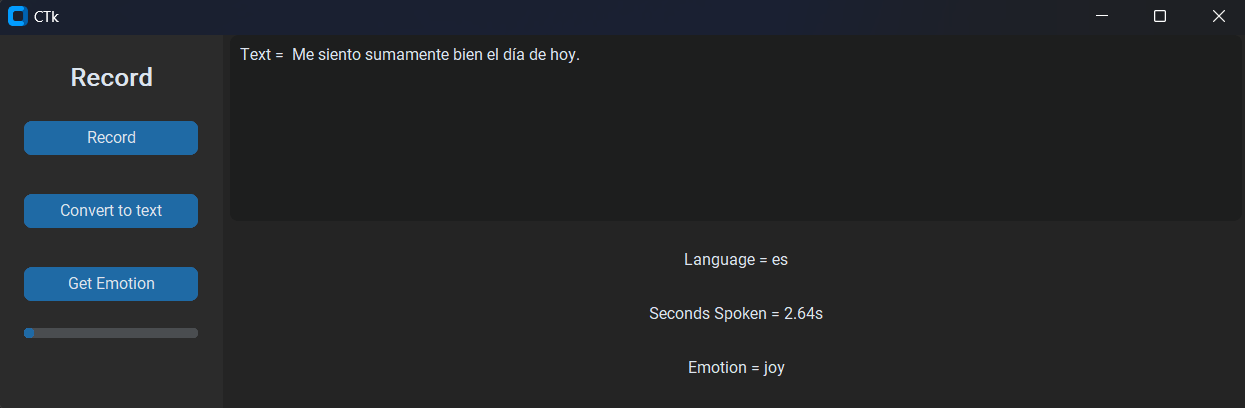 CTk
Record
Record
Convert to text
Get Emotion
Text =  Me siento sumamente bien el día de hoy.
Language = es
Seconds Spoken = 2.64s
Emotion = joy